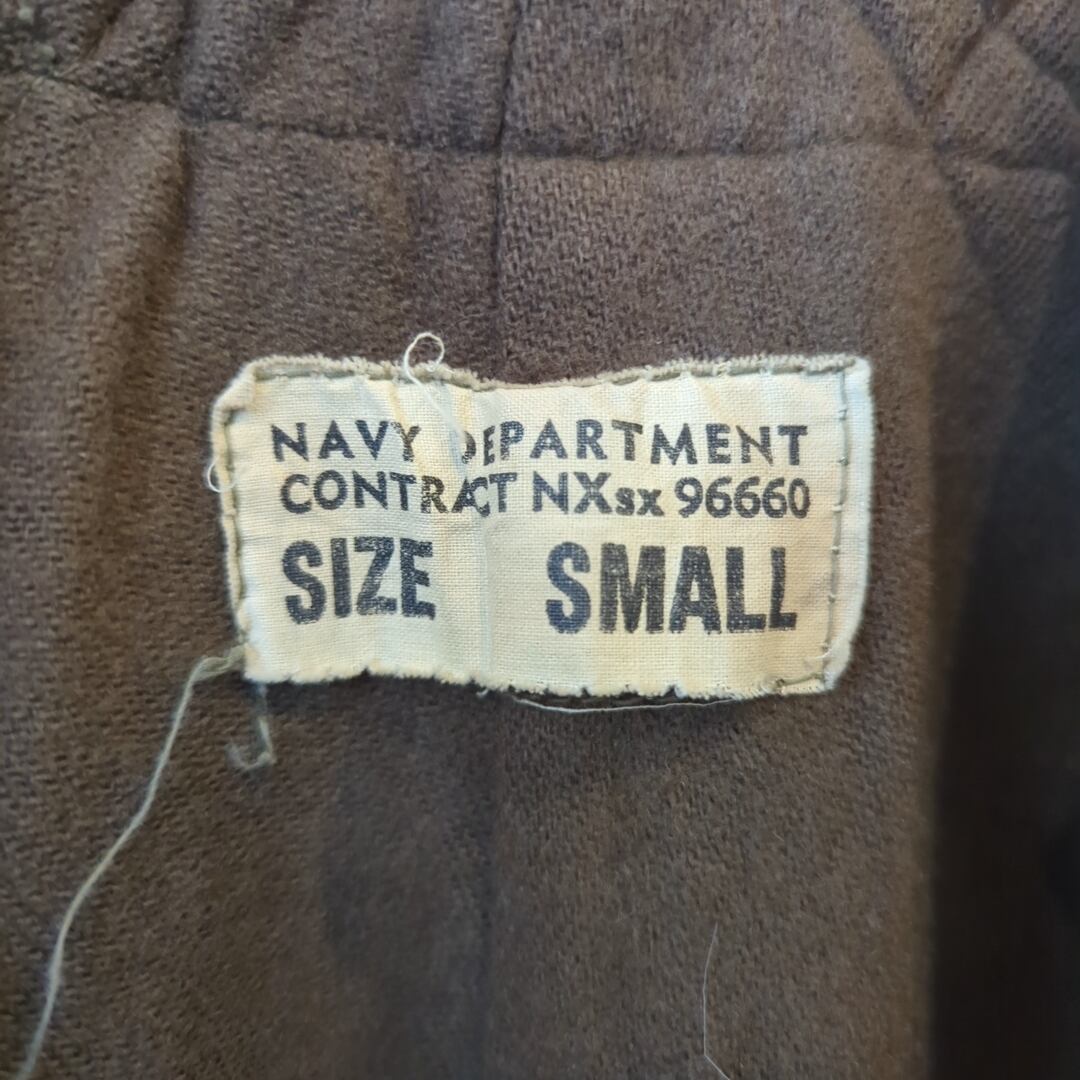 NAVY DEPARTMENT
CONTRACT NXsx 96660
SIZE SMALL